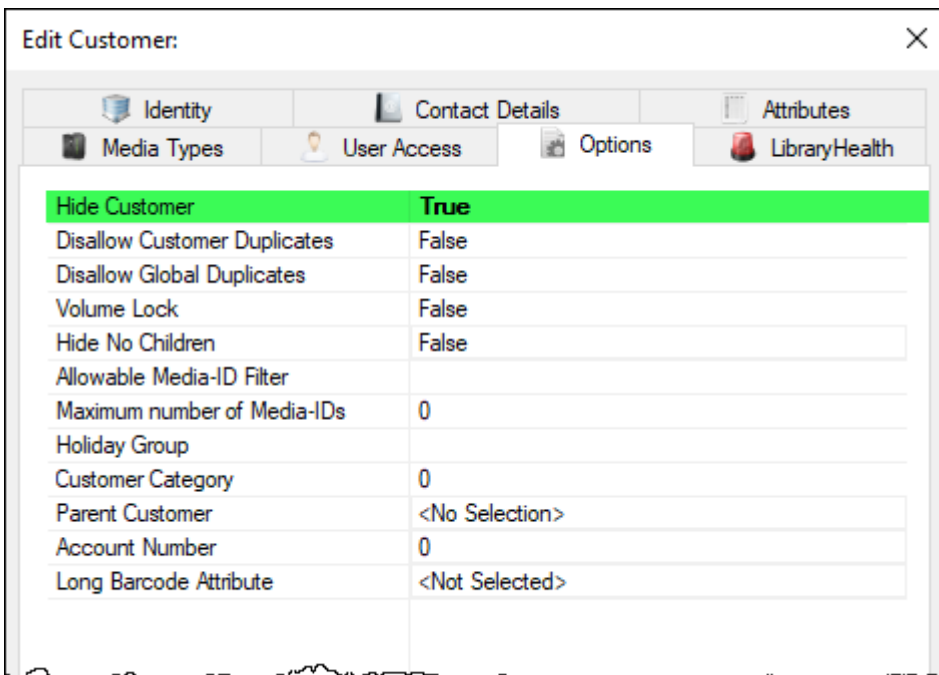 Edit Customer:
Identity Contact Details Attributes
Media Types User Access Options LibraryHealth
Hide Customer True
Disallow Customer Duplicates False
Disallow Global Duplicates False
Volume Lock False
Hide No Children False
Allowable Media-ID Filter
Maximum number of Media-IDs 0
Holiday Group
Customer Category 0
Parent Customer <No Selection>
Account Number 0
Long Barcode Attribute <Not Selected>